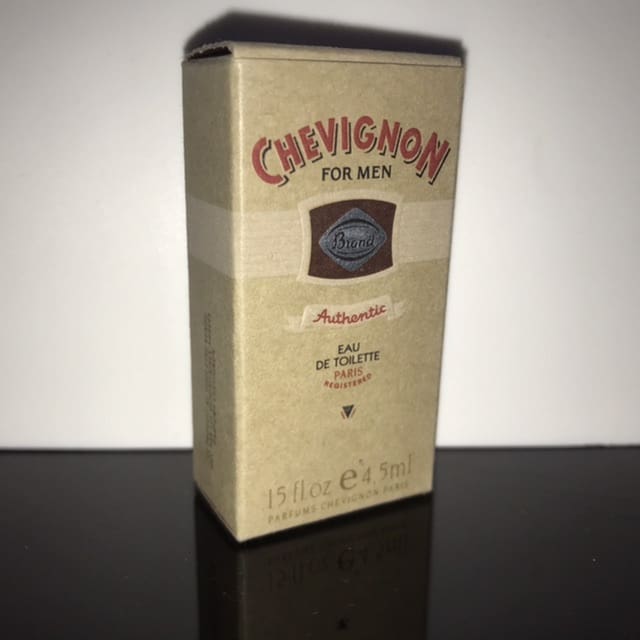 CHEVIGNON
FOR MEN
Brand
Authentic
EAU
DE TOILETTE
PARIS
REGISTERED
15 fl.oz e 4,5ml
PARFUMS CHEVIGNON PARIS